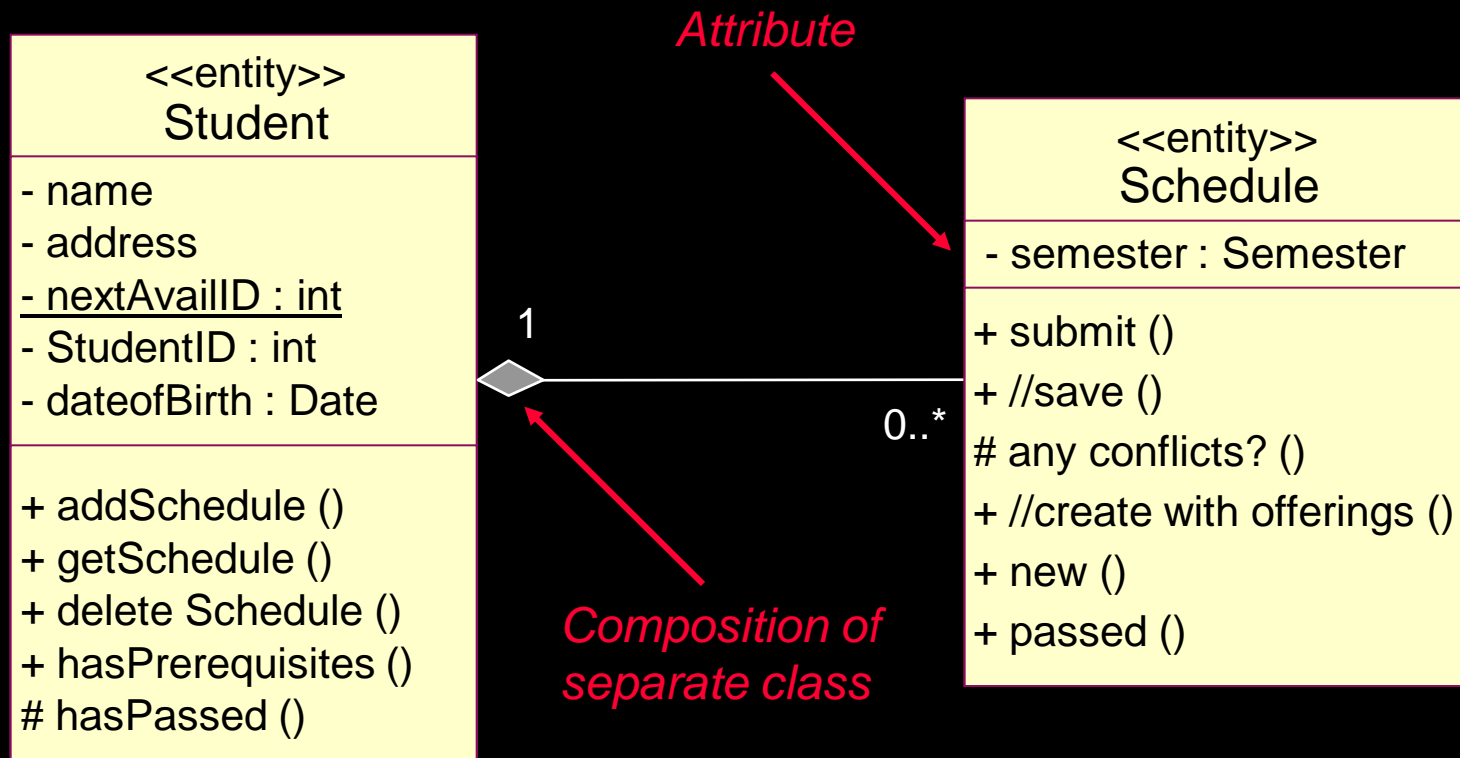 Attribute
<<entity>>
Student
- name
- address
- nextAvailID : int
- StudentID : int
- dateofBirth : Date
+ addSchedule ()
+ getSchedule ()
+ delete Schedule ()
+ hasPrerequisites ()
# hasPassed ()
1
0..*
Composition of
separate class
<<entity>>
Schedule
- semester : Semester
+ submit ()
+ //save ()
# any conflicts? ()
+ //create with offerings ()
+ new ()
+ passed ()